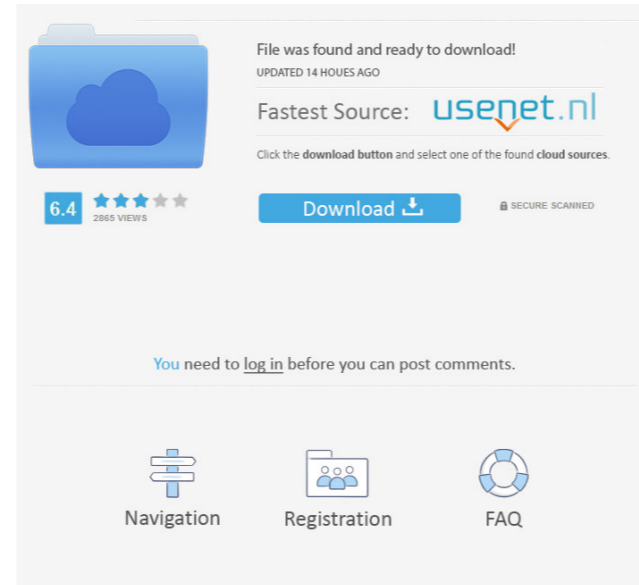 File was found and ready to download!
UPDATED 14 HOUES AGO
Fastest Source: usenet.nl
Click the download button and select one of the found cloud sources.
6.4
2865 VIEWS
Download
SECURE SCANNED
You need to log in before you can post comments.
Navigation
Registration
FAQ